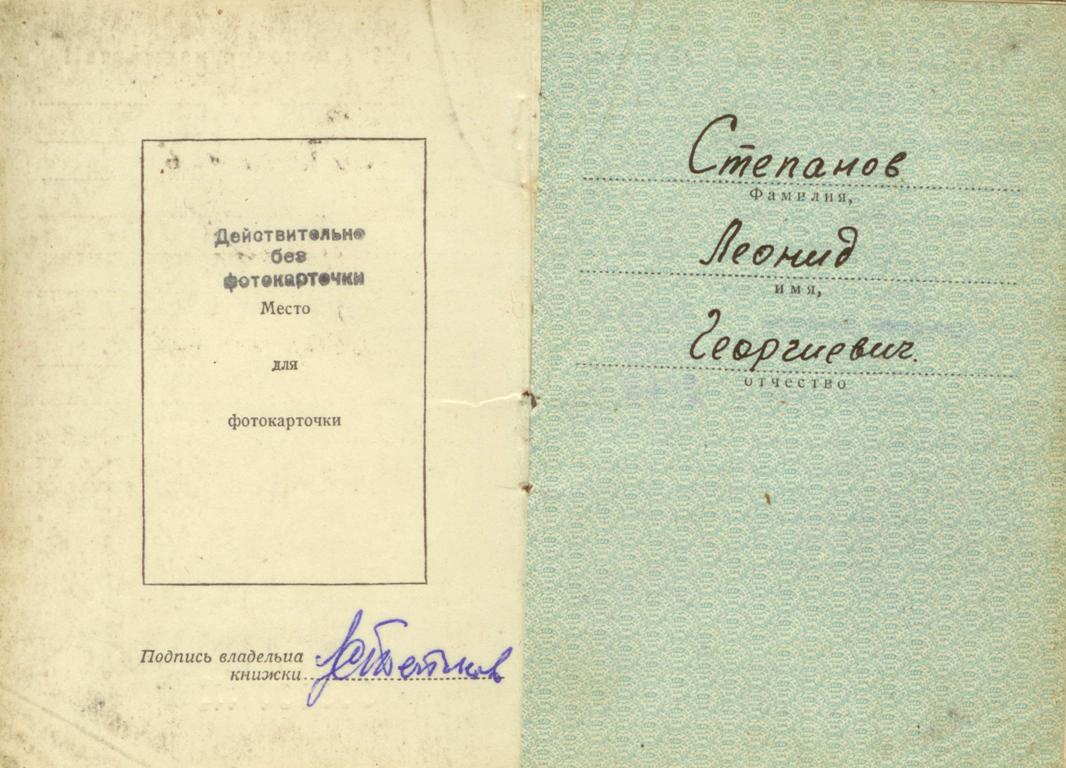 Действительно
без
фотокарточки
Место
для
фотокарточки
Подпись владельца
книжки
Степанов
Фамилия,
Леонид
имя,
Георгиевич.
отчество